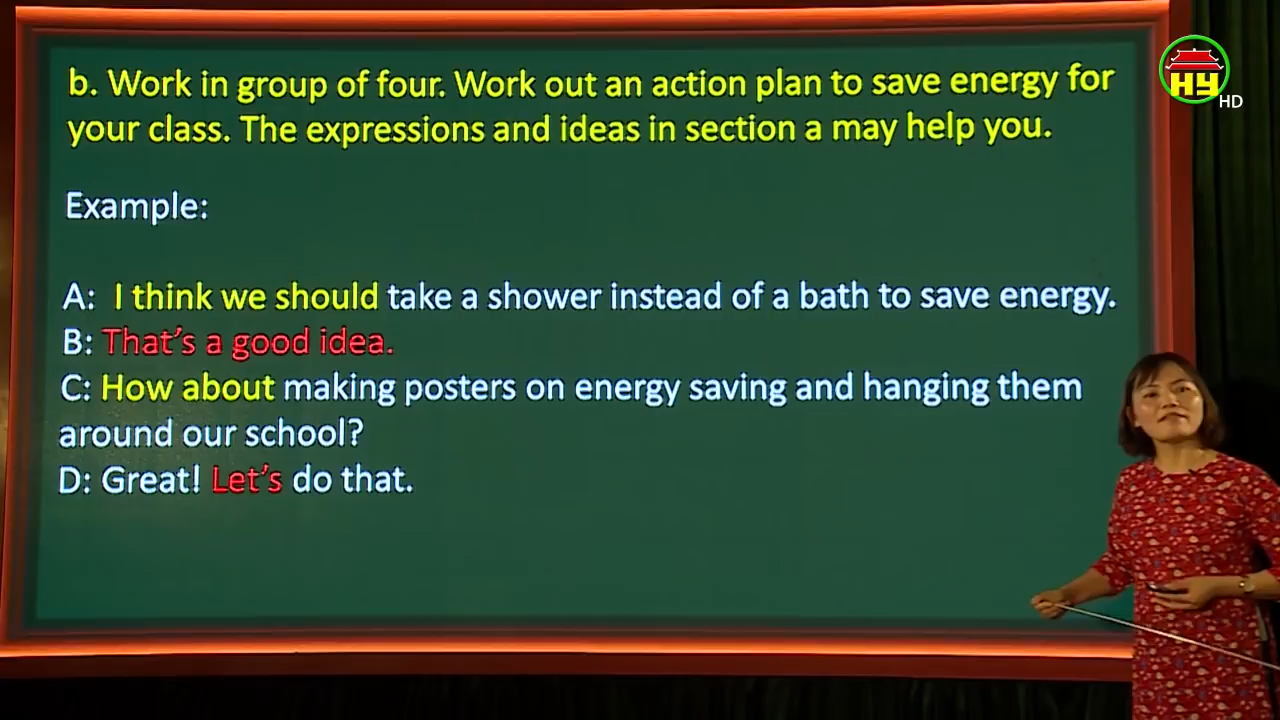 b. Work in group of four. Work out an action plan to save energy for
your class. The expressions and ideas in section a may help you.
Example:
A: I think we should take a shower instead of a bath to save energy.
B: That's a good idea.
C: How about making posters on energy saving and hanging them
around our school?
D: Great! Let's do that.
HY
HD